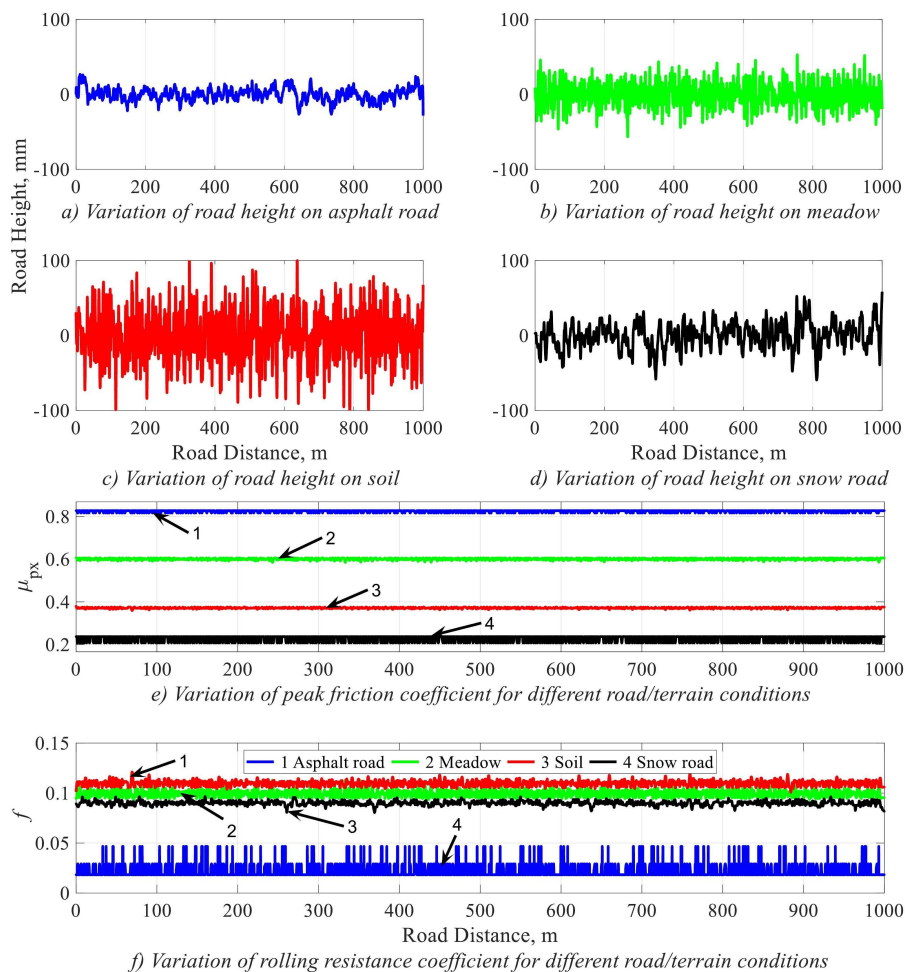 100
0
-100
0 200 400 600 800 1000
a) Variation of road height on asphalt road
100
0
-100
0 200 400 600 800 1000
b) Variation of road height on meadow
Road Height, mm
100
0
-100
0 200 400 600 800 1000
Road Distance, m
c) Variation of road height on soil
100
0
-100
0 200 400 600 800 1000
Road Distance, m
d) Variation of road height on snow road
0.8
0.6
0.4
0.2
μpx
1
2
3
4
0 100 200 300 400 500 600 700 800 900 1000
e) Variation of peak friction coefficient for different road/terrain conditions
0.15
0.1
0.05
0
f
1 Asphalt road 2 Meadow 3 Soil 4 Snow road
1
2
3
4
0 100 200 300 400 500 600 700 800 900 1000
Road Distance, m
f) Variation of rolling resistance coefficient for different road/terrain conditions